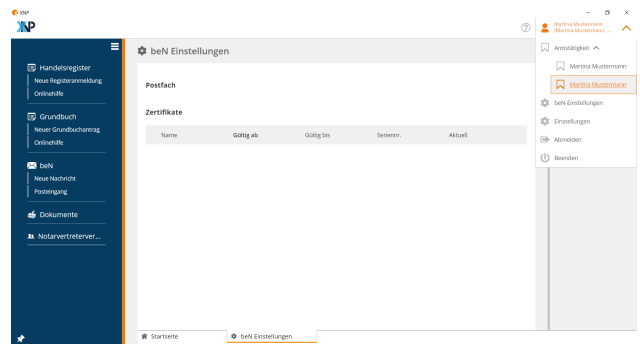 XNP
XNP
Martina Mustermann
(Martina Mustermann, ...
beN Einstellungen
Amtstätigkeit
Martina Mustermann
Martina Mustermann
beN-Einstellungen
Einstellungen
Abmelden
Beenden
Handelsregister
Neue Registeranmeldung
Onlinehilfe
Grundbuch
Neuer Grundbuchantrag
Onlinehilfe
beN
Neue Nachricht
Posteingang
Dokumente
Notarvertreterver...
Postfach
Zertifikate
Name Gültig ab Gültig bis Seriennr. Aktuell
Startseite beN Einstellungen